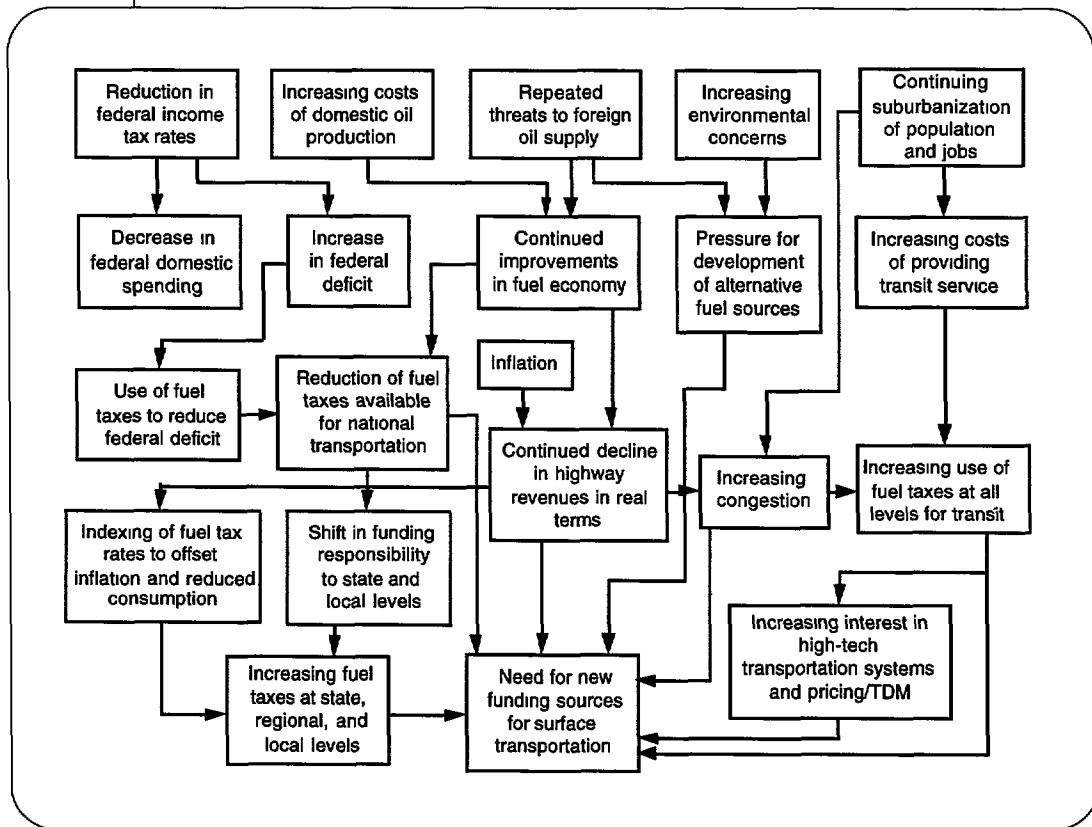 Reduction in
federal income
tax rates
Increasing costs
of domestic oil
production
Repeated
threats to foreign
oil supply
Increasing
environmental
concerns
Continuing
suburbanization
of population
and jobs
Decrease in
federal domestic
spending
Increase
in federal
deficit
Continued
improvements
in fuel economy
Pressure for
development
of alternative
fuel sources
Increasing costs
of providing
transit service
Use of fuel
taxes to reduce
federal deficit
Reduction of fuel
taxes available
for national
transportation
Inflation
Continued decline
in highway
revenues in real
terms
Increasing
congestion
Increasing use of
fuel taxes at all
levels for transit
Indexing of fuel tax
rates to offset
inflation and reduced
consumption
Shift in funding
responsibility
to state and
local levels
Increasing interest in
high-tech
transportation systems
and pricing/TDM
Increasing fuel
taxes at state,
regional, and
local levels
Need for new
funding sources
for surface
transportation